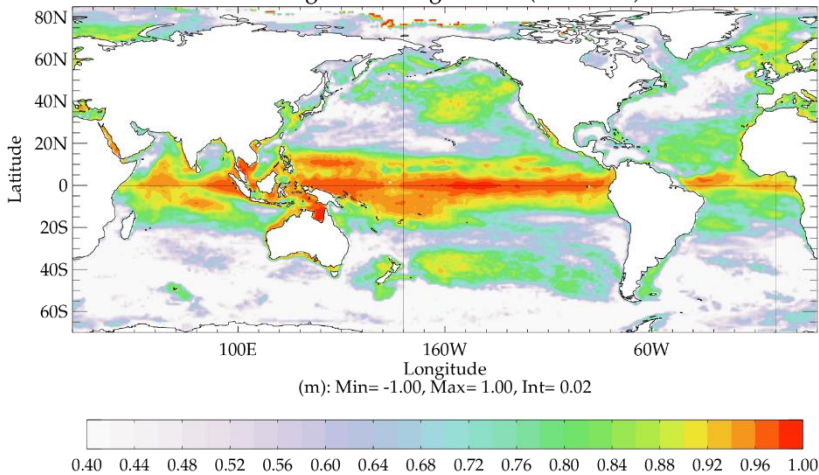 80N
60N
40N
20N
0
20S
40S
60S
Latitude
100E 160W 60W
Longitude
(m): Min= -1.00, Max= 1.00, Int= 0.02
0.40 0.44 0.48 0.52 0.56 0.60 0.64 0.68 0.72 0.76 0.80 0.84 0.88 0.92 0.96 1.00